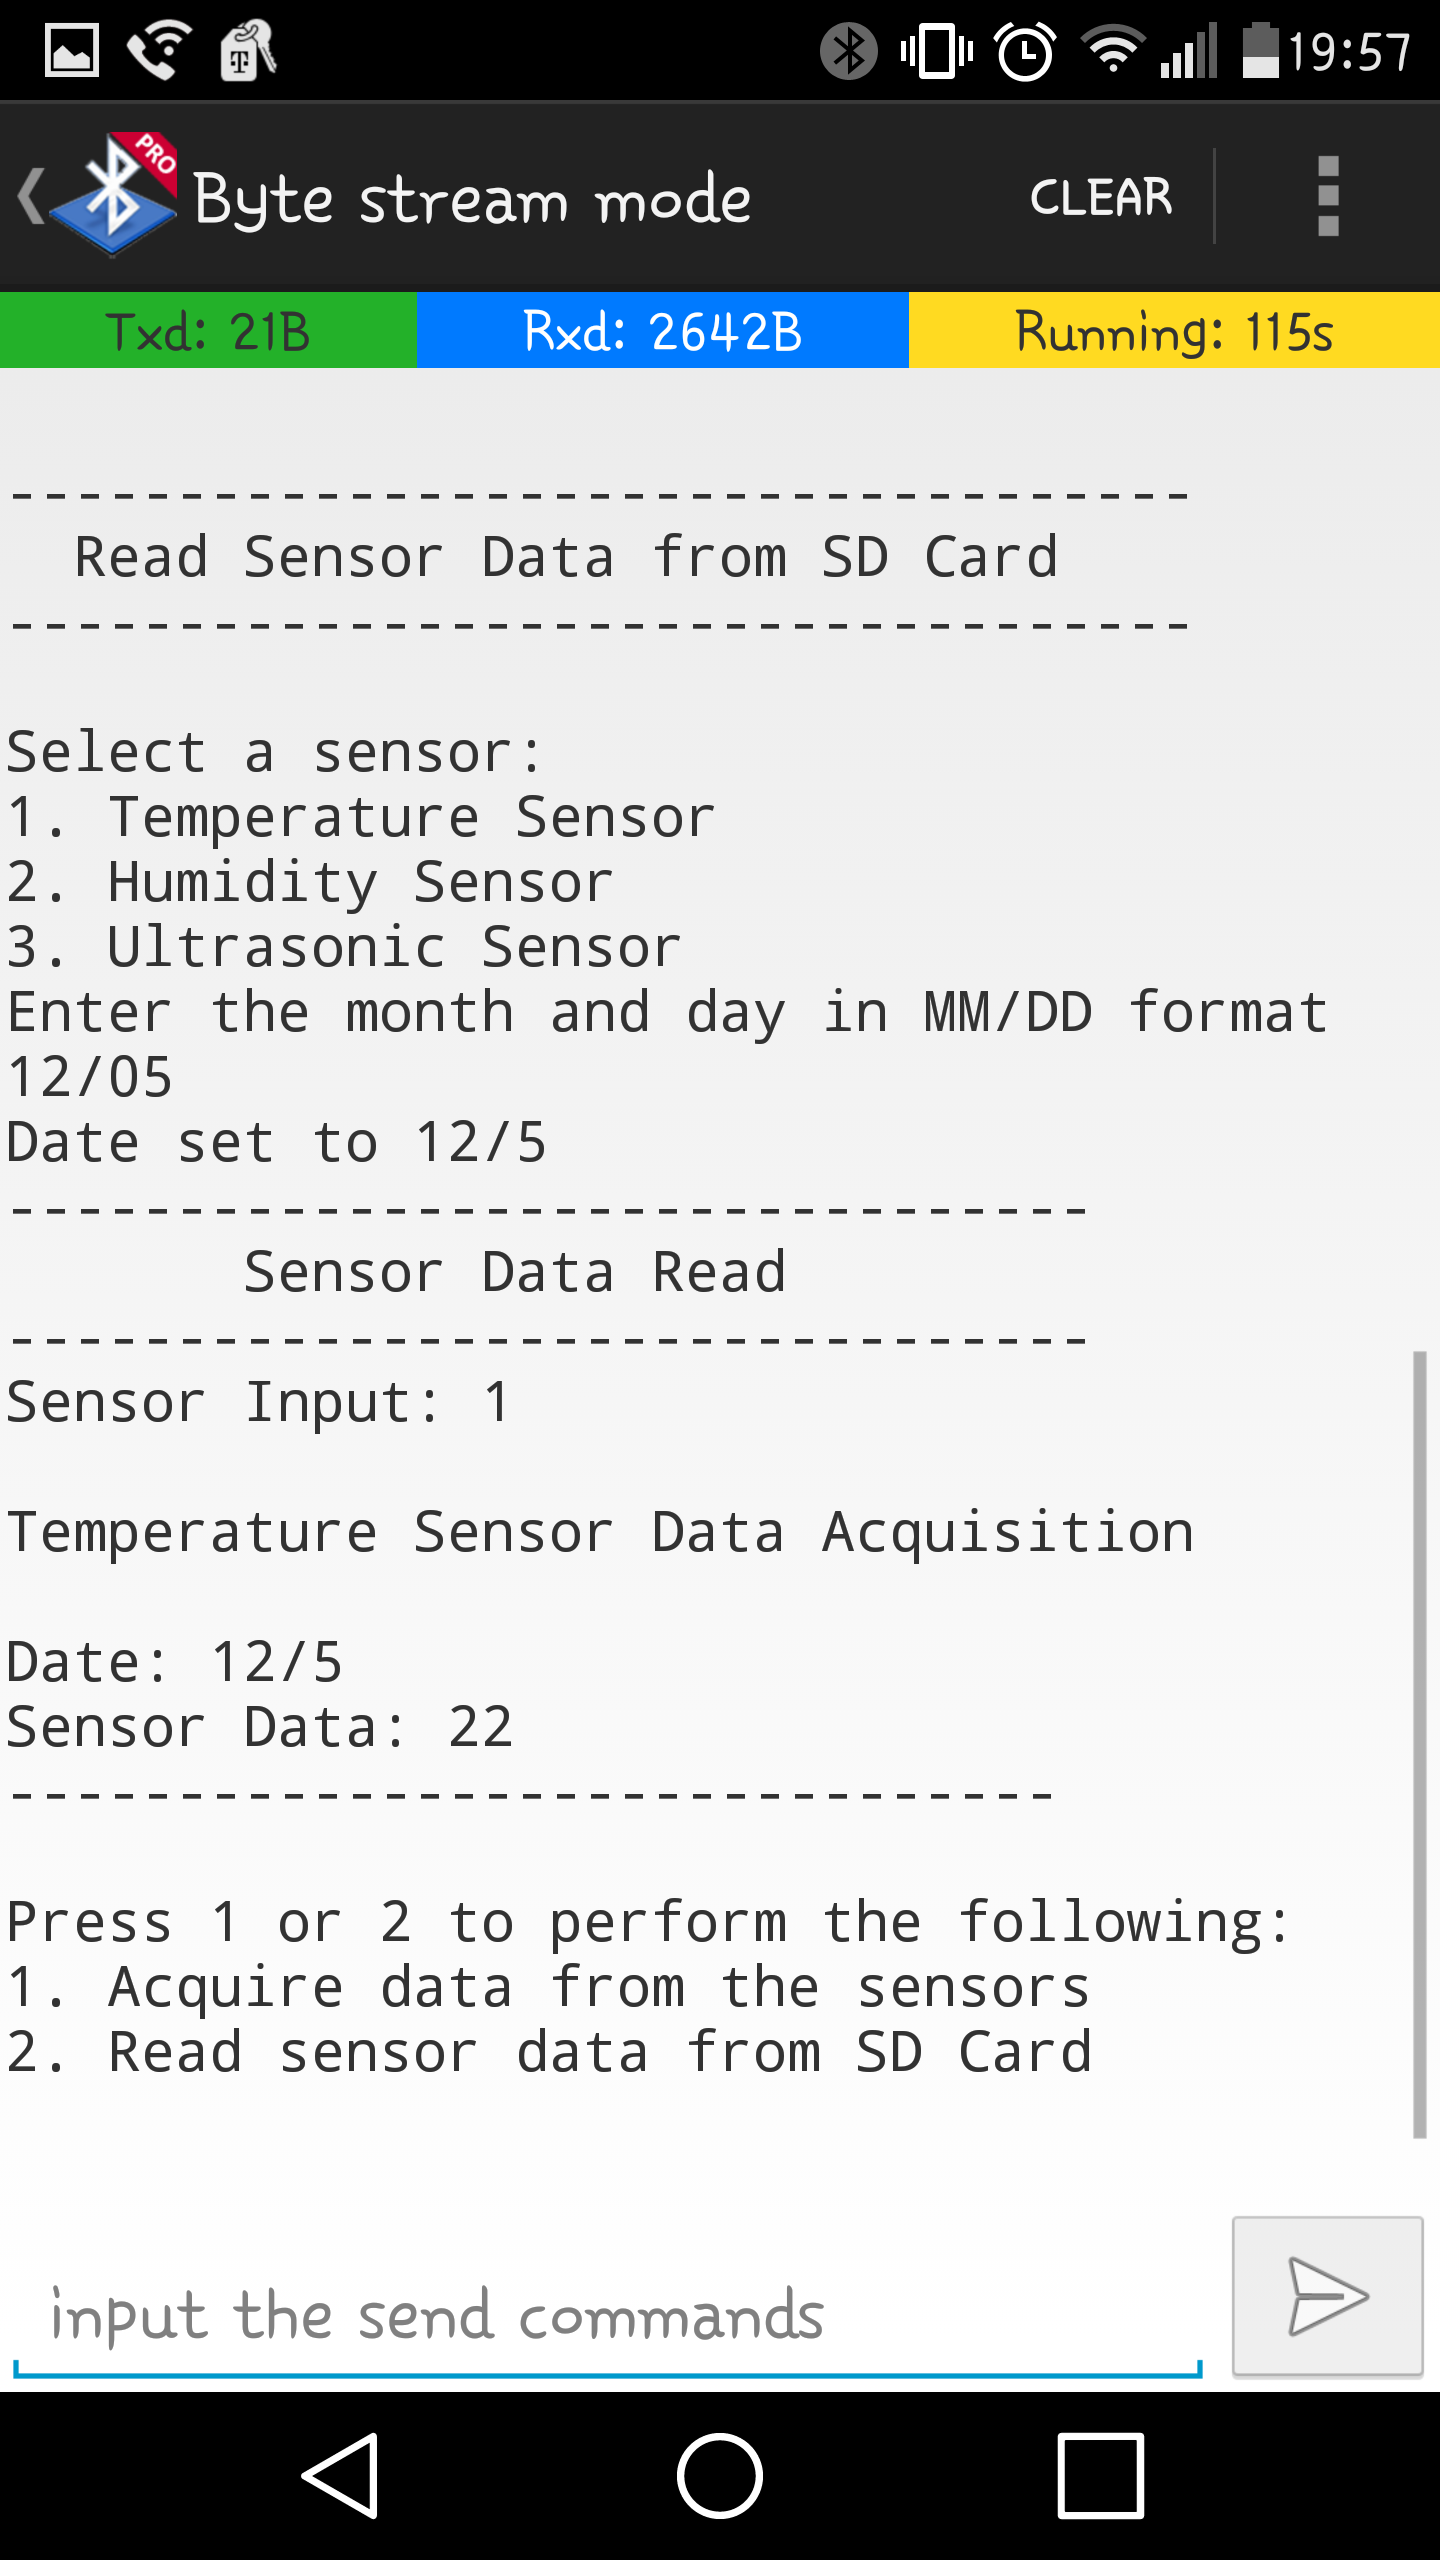 19:57
PRO
Byte stream mode CLEAR
Txd: 21B Rxd: 2642B Running: 115s
-----------------------------------
Read Sensor Data from SD Card
-----------------------------------
Select a sensor:
1. Temperature Sensor
2. Humidity Sensor
3. Ultrasonic Sensor
Enter the month and day in MM/DD format
12/05
Date set to 12/5
--------------------------------
Sensor Data Read
--------------------------------
Sensor Input: 1
Temperature Sensor Data Acquisition
Date: 12/5
Sensor Data: 22
-------------------------------
Press 1 or 2 to perform the following:
1. Acquire data from the sensors
2. Read sensor data from SD Card
input the send commands